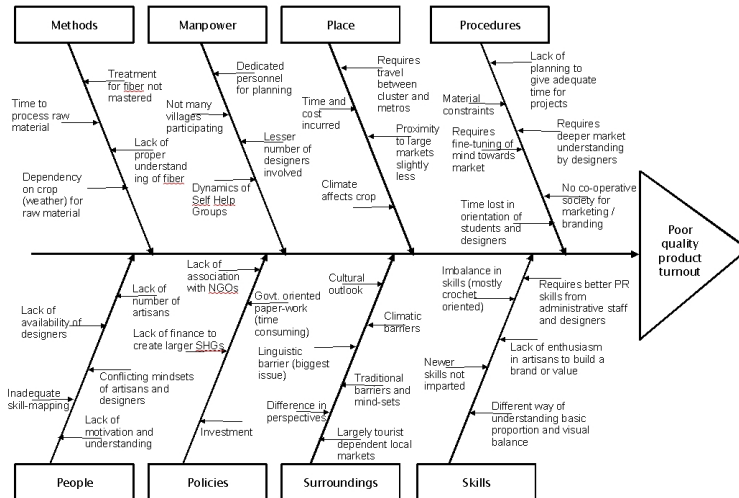 Methods
Manpower
Place
Procedures
Treatment
for fiber not
mastered
Time to
process raw
material
Lack of
proper
understand
ing of fiber
Dependency
on crop
(weather) for
raw material
Dedicated
personnel
for planning
Not many
villages
participating
Lesser
number of
designers
involved
Dynamics of
Self Help
Groups
Requires
travel
between
cluster and
metros
Time and
cost
incurred
Proximity
to large
markets
slightly
less
Climate
affects crop
Lack of
planning to
give adequate
time for
projects
Material
constraints
Requires
deeper market
understanding
by designers
Requires
fine-tuning of
mind towards
market
No co-operative
society for
marketing /
branding
Time lost in
orientation of
students and
designers
Poor
quality
product
turnout
Lack of
number of
artisans
Lack of
availability of
designers
Conflicting mindsets
of artisans and
designers
Inadequate
skill-mapping
Lack of
motivation and
understanding
Lack of
association
with NGOs
Govt. oriented
paper-work
(time
consuming)
Lack of finance to
create larger SHGs
Investment
Cultural
outlook
Climatic
barriers
Linguistic
barrier (biggest
issue)
Traditional
barriers and
mind-sets
Difference in
perspectives
Largely tourist
dependent local
markets
Imbalance in
skills (mostly
crochet
oriented)
Requires better PR
skills from
administrative staff
and designers
Lack of enthusiasm
in artisans to build a
brand or value
Newer
skills not
imparted
Different way of
understanding basic
proportion and visual
balance
People
Policies
Surroundings
Skills